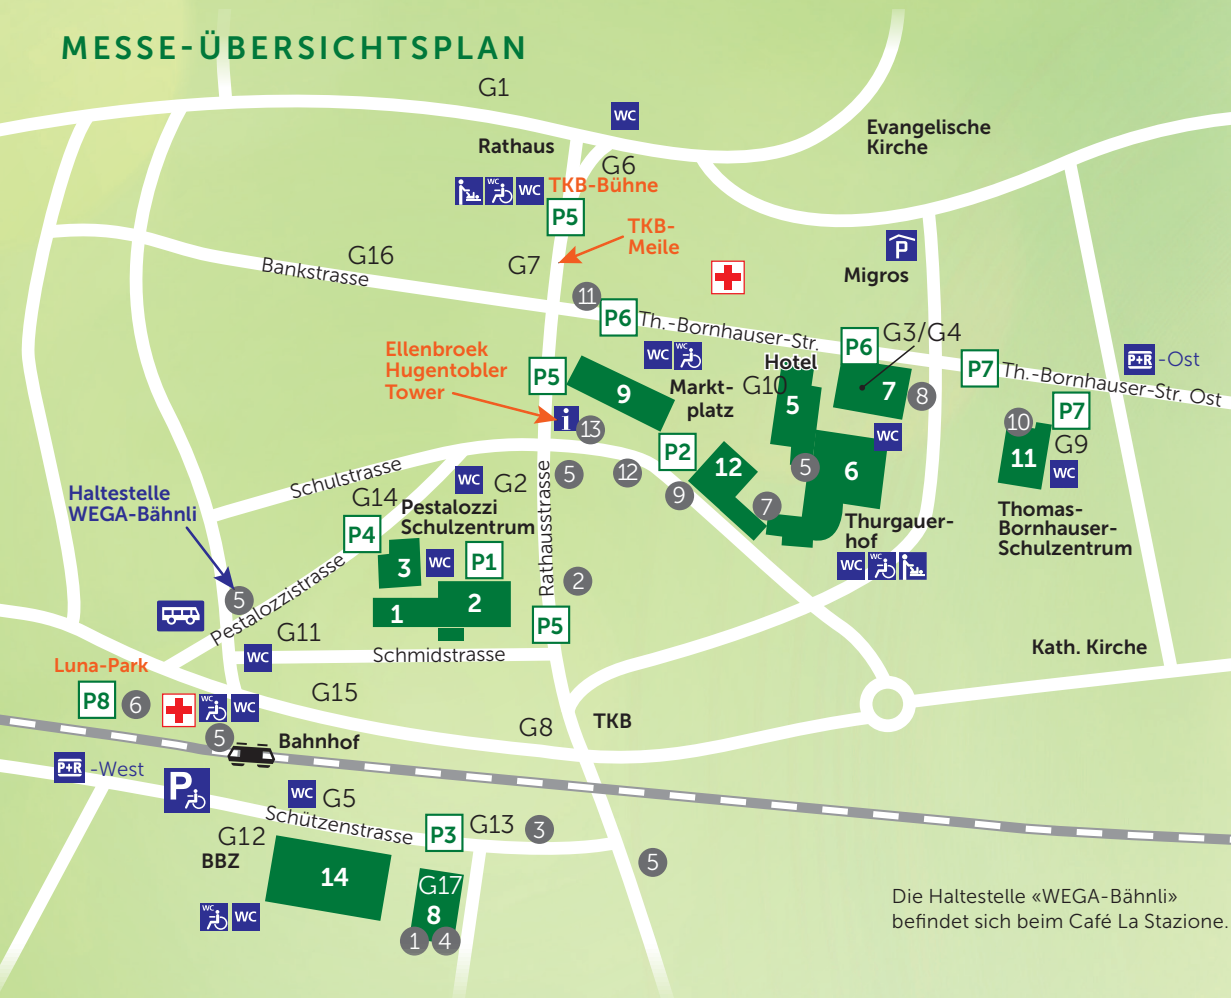 MESSE-ÜBERSICHTSPLAN
G1
WC
Evangelische
Kirche
Rathaus
G6
WC
WC
TKB-Bühne
P5
TKB-
Meile
P
G16
G7
Migros
Bankstrasse
11
P6
Th.-Bornhauser-Str.
G3/G4
P6
Ellenbroek
Hugentobler
Tower
WC
Hotel
P+R
-Ost
P5
P7
Th.-Bornhauser-Str. Ost
9
Markt-
platz
G10
5
7
8
P7
i
13
10
G9
WC
P2
11
WC
Schulstrasse
5
12
12
5
6
9
WC
G2
Haltestelle
WEGA-Bähnli
G14
Pestalozzi
Schulzentrum
Rathausstrasse
7
Thurgauer-
hof
Thomas-
Bornhauser-
Schulzentrum
P4
3
WC
P1
WC
WC
2
5
1
2
Pestalozzistrasse
P5
G11
WC
Schmidstrasse
Kath. Kirche
Luna-Park
P8
6
WC
WC
G15
G8
TKB
5
Bahnhof
P+R
-West
P
WC
G5
Schützenstrasse
G12
P3
G13
3
BBZ
14
5
G17
8
WC
WC
1
4
Die Haltestelle «WEGA-Bähnli»
befindet sich beim Café La Stazione.